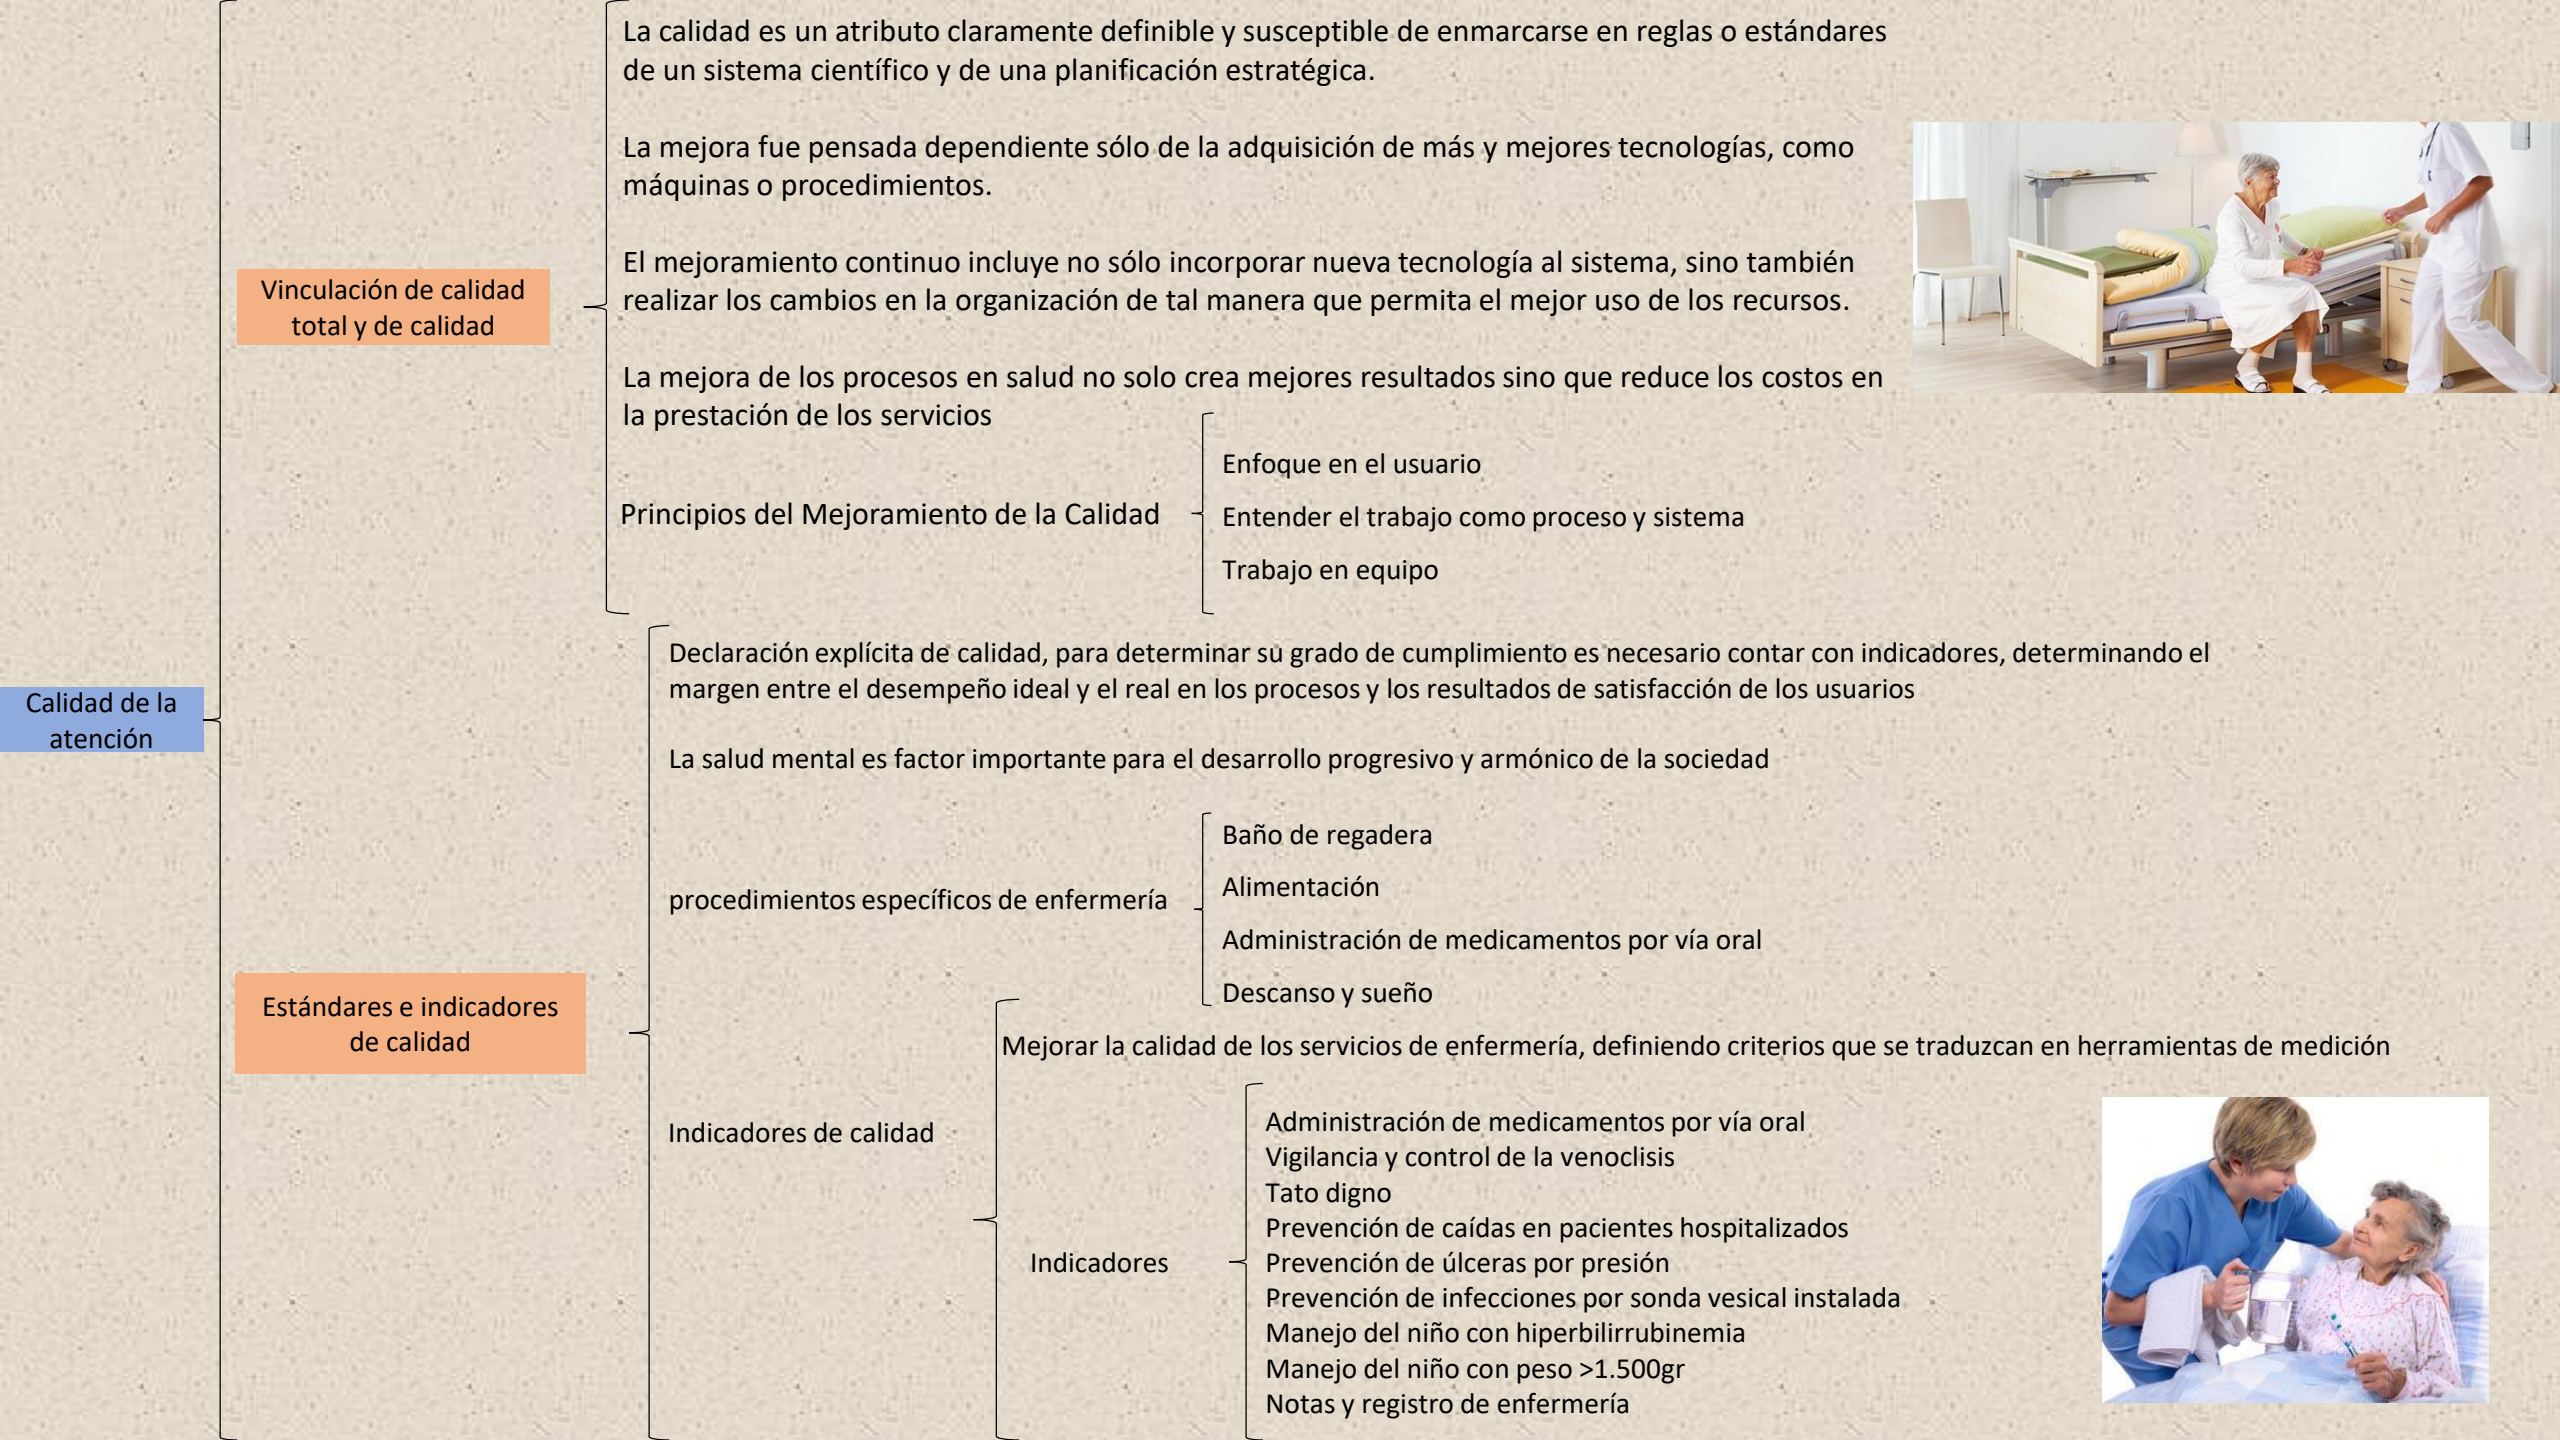 La calidad es un atributo claramente definible y susceptible de enmarcarse en reglas o estándares
de un sistema científico y de una planificación estratégica.
La mejora fue pensada dependiente sólo de la adquisición de más y mejores tecnologías, como
máquinas o procedimientos.
Vinculación de calidad
total y de calidad
El mejoramiento continuo incluye no sólo incorporar nueva tecnología al sistema, sino también
realizar los cambios en la organización de tal manera que permita el mejor uso de los recursos.
La mejora de los procesos en salud no solo crea mejores resultados sino que reduce los costos en
la prestación de los servicios
Principios del Mejoramiento de la Calidad
Enfoque en el usuario
Entender el trabajo como proceso y sistema
Trabajo en equipo
Calidad de la
atención
Declaración explícita de calidad, para determinar su grado de cumplimiento es necesario contar con indicadores, determinando el
margen entre el desempeño ideal y el real en los procesos y los resultados de satisfacción de los usuarios
La salud mental es factor importante para el desarrollo progresivo y armónico de la sociedad
procedimientos específicos de enfermería
Baño de regadera
Alimentación
Administración de medicamentos por vía oral
Descanso y sueño
Estándares e indicadores
de calidad
Mejorar la calidad de los servicios de enfermería, definiendo criterios que se traduzcan en herramientas de medición
Indicadores de calidad
Indicadores
Administración de medicamentos por vía oral
Vigilancia y control de la venoclisis
Tato digno
Prevención de caídas en pacientes hospitalizados
Prevención de úlceras por presión
Prevención de infecciones por sonda vesical instalada
Manejo del niño con hiperbilirrubinemia
Manejo del niño con peso >1.500gr
Notas y registro de enfermería